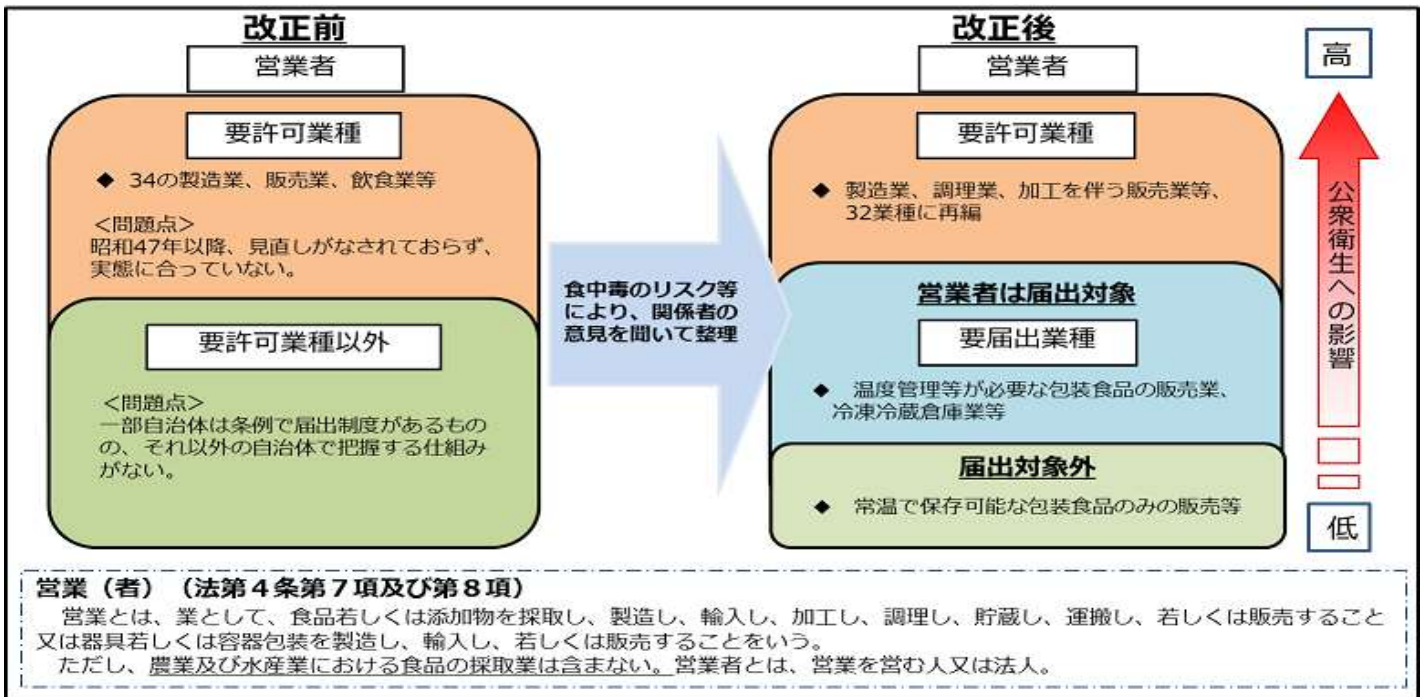 改正前
営業者
要許可業種
◆ 34の製造業、販売業、飲食業等
＜問題点＞
昭和47年以降、見直しがなされておらず、
実態に合っていない。
要許可業種以外
＜問題点＞
一部自治体は条例で届出制度があるもの
の、それ以外の自治体で把握する仕組み
がない。
食中毒のリスク等
により、関係者の
意見を聞いて整理
改正後
営業者
要許可業種
◆ 製造業、調理業、加工を伴う販売業等、
32業種に再編
営業者は届出対象
要届出業種
◆ 温度管理等が必要な包装食品の販売業、
冷凍冷蔵倉庫業等
届出対象外
◆ 常温で保存可能な包装食品のみの販売等
高
公衆衛生への影響
低
営業（者）（法第４条第７項及び第８項）
営業とは、業として、食品若しくは添加物を採取し、製造し、輸入し、加工し、調理し、貯蔵し、運搬し、若しくは販売すること
又は器具若しくは容器包装を製造し、輸入し、若しくは販売することをいう。
ただし、農業及び水産業における食品の採取業は含まない。営業者とは、営業を営む人又は法人。